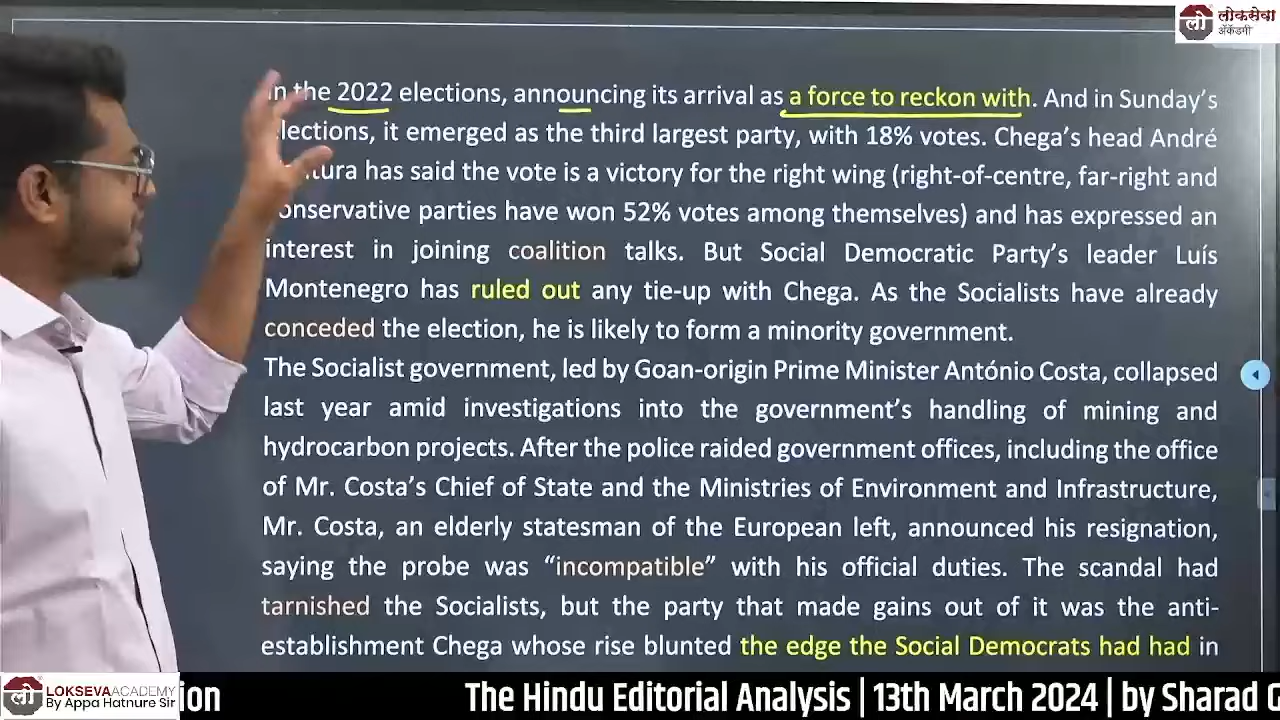 लो
लोकसेवा
अ‍ॅकॅडमी
In the 2022 elections, announcing its arrival as a force to reckon with. And in Sunday’s
lections, it emerged as the third largest party, with 18% votes. Chega’s head André
tura has said the vote is a victory for the right wing (right-of-centre, far-right and
onservative parties have won 52% votes among themselves) and has expressed an
interest in joining coalition talks. But Social Democratic Party’s leader Luís
Montenegro has ruled out any tie-up with Chega. As the Socialists have already
conceded the election, he is likely to form a minority government.
The Socialist government, led by Goan-origin Prime Minister António Costa, collapsed
last year amid investigations into the government’s handling of mining and
hydrocarbon projects. After the police raided government offices, including the office
of Mr. Costa’s Chief of State and the Ministries of Environment and Infrastructure,
Mr. Costa, an elderly statesman of the European left, announced his resignation,
saying the probe was “incompatible” with his official duties. The scandal had
tarnished the Socialists, but the party that made gains out of it was the anti-
establishment Chega whose rise blunted the edge the Social Democrats had had in
लो
LOKSEVA ACADEMY
By Appa Hatnure Sir
ion
The Hindu Editorial Analysis | 13th March 2024 | by Sharad G